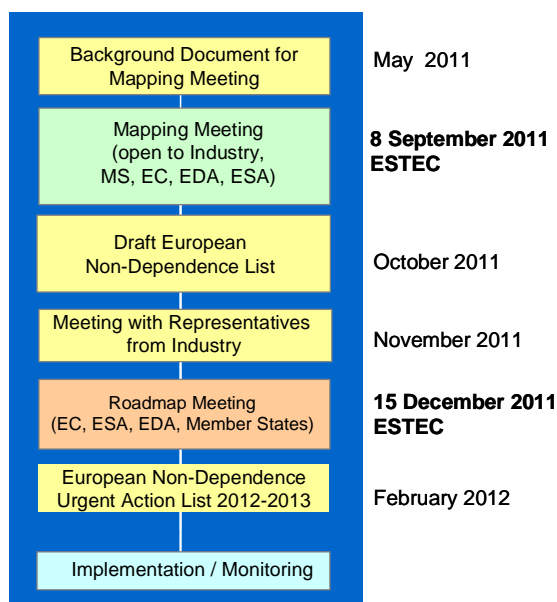 Background Document for
Mapping Meeting
May 2011
Mapping Meeting
(open to Industry,
MS, EC, EDA, ESA)
8 September 2011
ESTEC
Draft European
Non-Dependence List
October 2011
Meeting with Representatives
from Industry
November 2011
Roadmap Meeting
(EC, ESA, EDA, Member States)
15 December 2011
ESTEC
European Non-Dependence
Urgent Action List 2012-2013
February 2012
Implementation / Monitoring